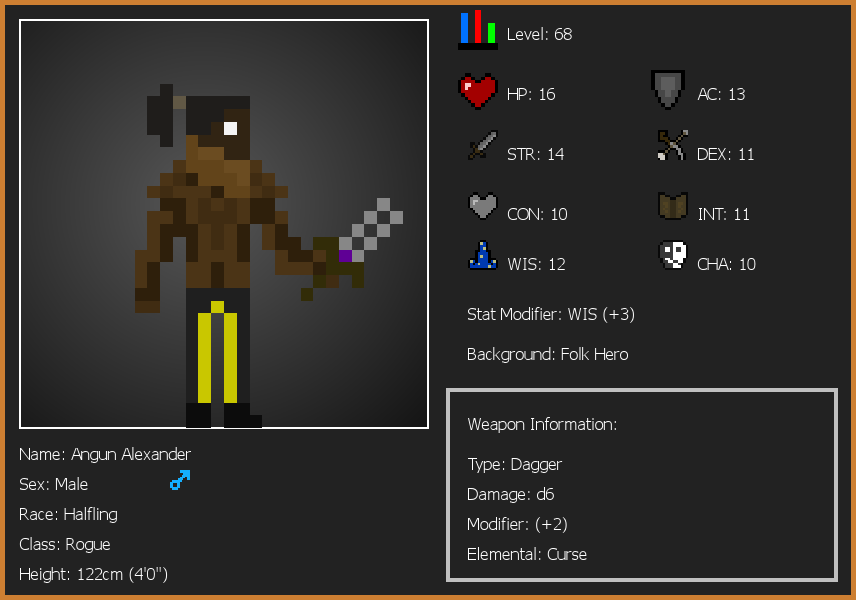 Level: 68
HP: 16
AC: 13
STR: 14
DEX: 11
CON: 10
INT: 11
WIS: 12
CHA: 10
Stat Modifier: WIS (+3)
Background: Folk Hero
Weapon Information:
Type: Dagger
Damage: d6
Modifier: (+2)
Elemental: Curse
Name: Angun Alexander
Sex: Male
Race: Halfling
Class: Rogue
Height: 122cm (4'0")